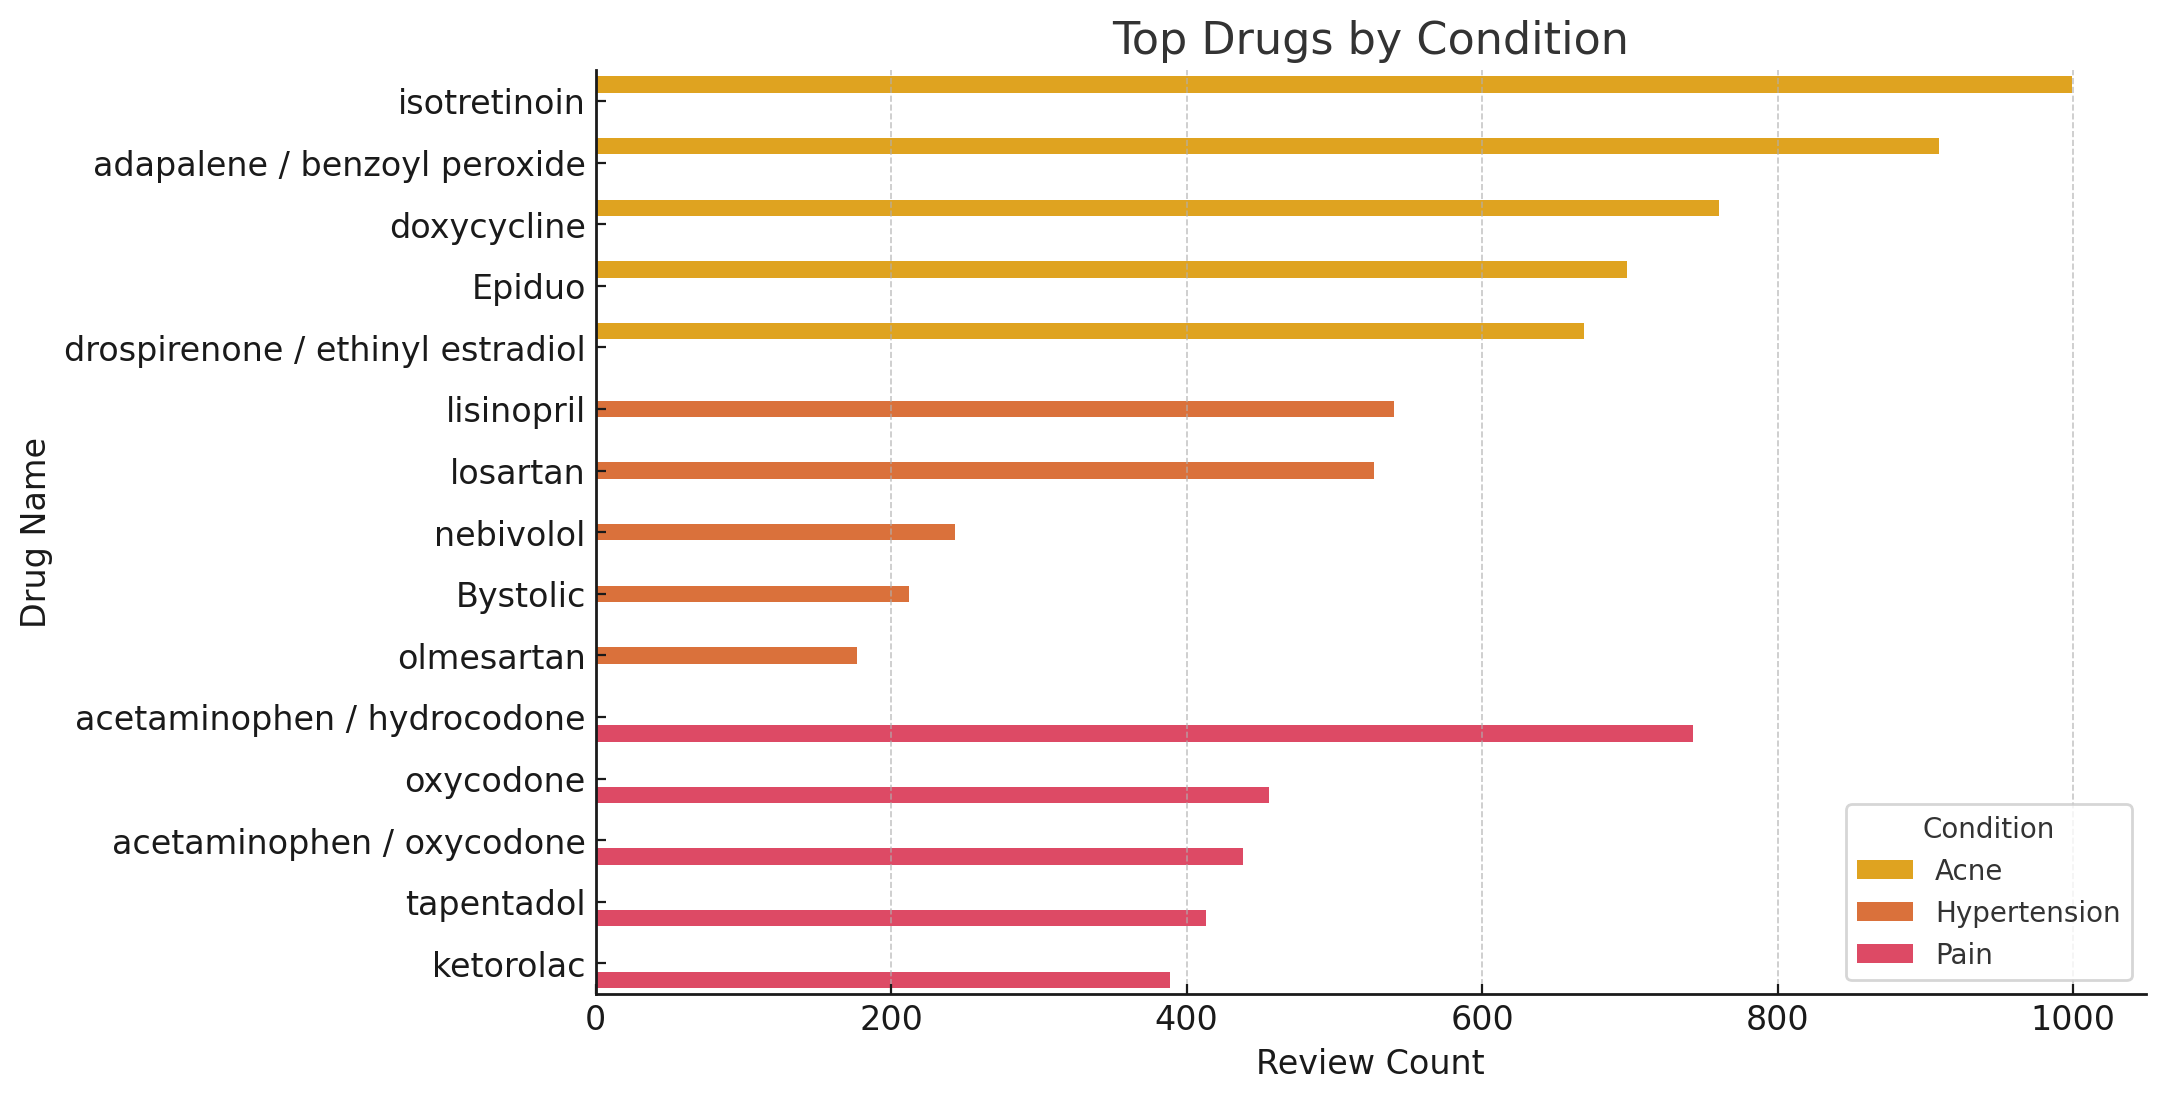 Top Drugs by Condition
Drug Name
isotretinoin
adapalene / benzoyl peroxide
doxycycline
Epiduo
drospirenone / ethinyl estradiol
lisinopril
losartan
nebivolol
Bystolic
olmesartan
acetaminophen / hydrocodone
oxycodone
acetaminophen / oxycodone
tapentadol
ketorolac
Condition
Acne
Hypertension
Pain
0 200 400 600 800 1000
Review Count